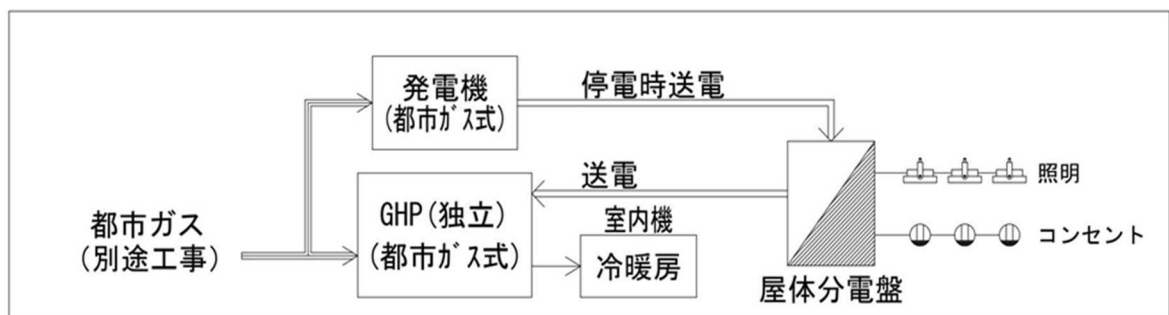 発電機
(都市ｶﾞｽ式)
停電時送電
送電
GHP(独立)
(都市ｶﾞｽ式)
室内機
冷暖房
都市ガス
(別途工事)
照明
コンセント
屋体分電盤